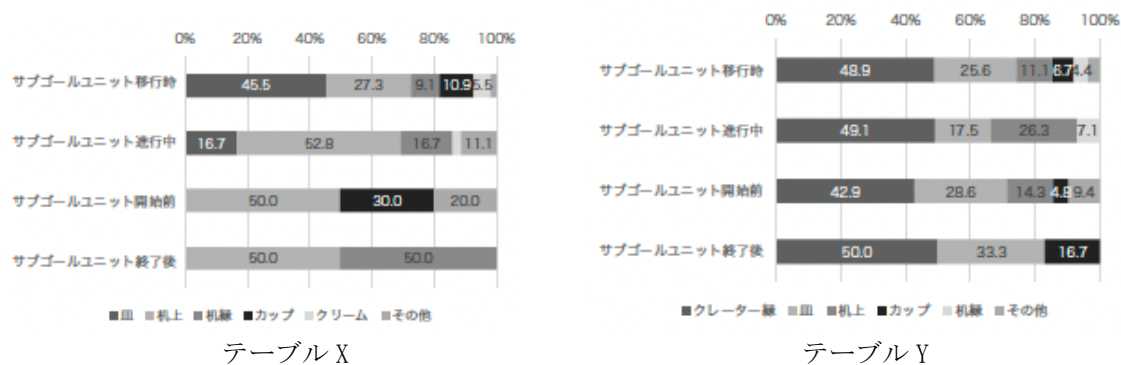 0% 20% 40% 60% 80% 100%
サブゴールユニット移行時 45.5 27.3 9.1 10.9 5.5
サブゴールユニット進行中 16.7 52.8 16.7 11.1
サブゴールユニット開始前 50.0 30.0 20.0
サブゴールユニット終了後 50.0 50.0
■皿 ■机上 ■机縁 ■カップ ■クリーム ■その他
テーブル X
0% 20% 40% 60% 80% 100%
サブゴールユニット移行時 48.9 25.6 11.1 6.7 4.4
サブゴールユニット進行中 49.1 17.5 26.3 7.1
サブゴールユニット開始前 42.9 28.6 14.3 4.8 9.4
サブゴールユニット終了後 50.0 33.3 16.7
■クレーター縁 ■皿 ■机上 ■カップ ■机縁 ■その他
テーブル Y